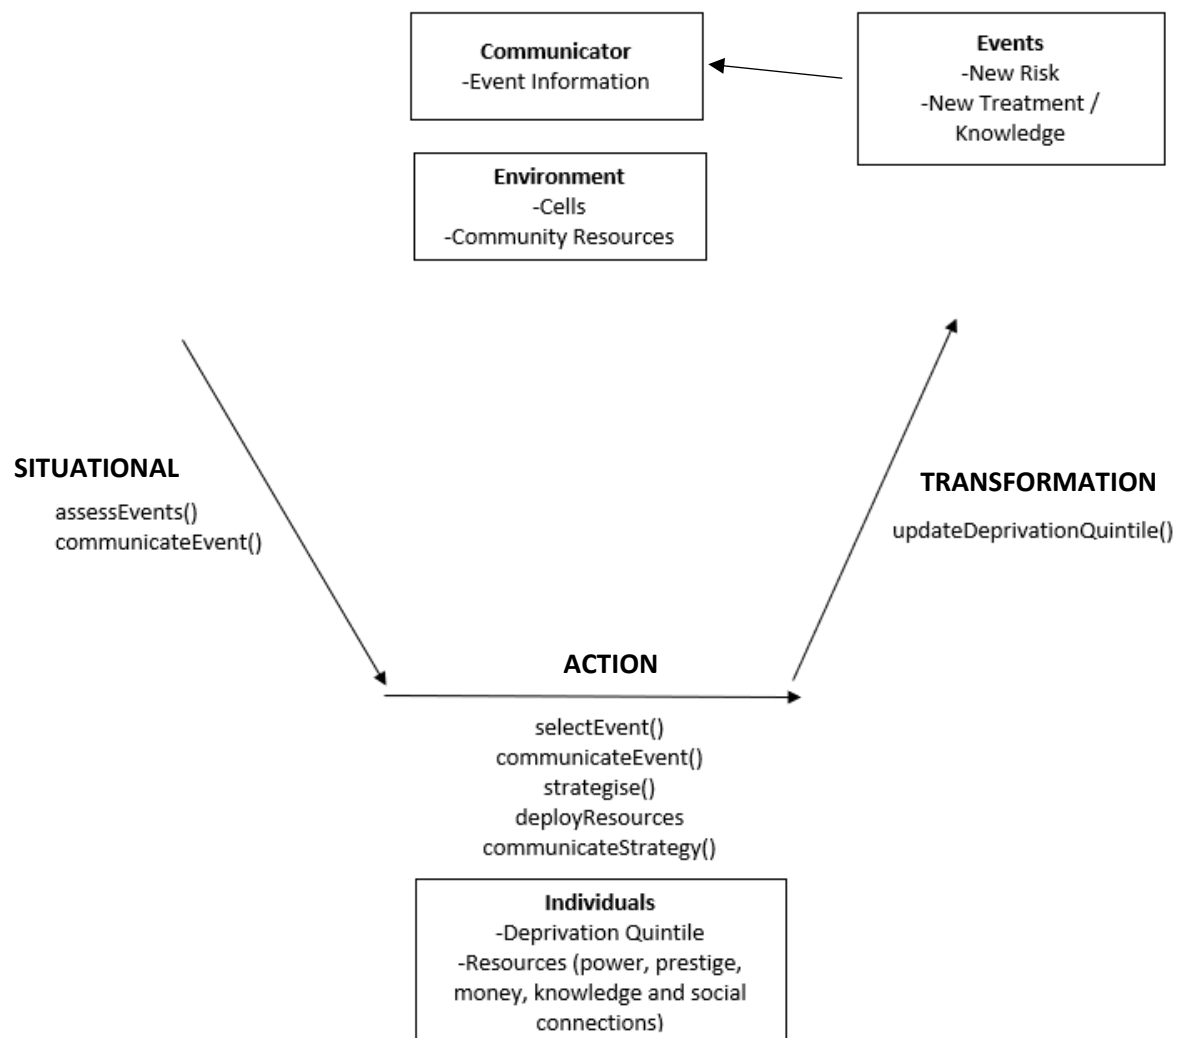 Communicator
-Event Information
Events
-New Risk
-New Treatment /
Knowledge
Environment
-Cells
-Community Resources
SITUATIONAL
assessEvents()
communicateEvent()
TRANSFORMATION
updateDeprivationQuintile()
ACTION
selectEvent()
communicateEvent()
strategise()
deployResources
communicateStrategy()
Individuals
-Deprivation Quintile
-Resources (power, prestige,
money, knowledge and social
connections)